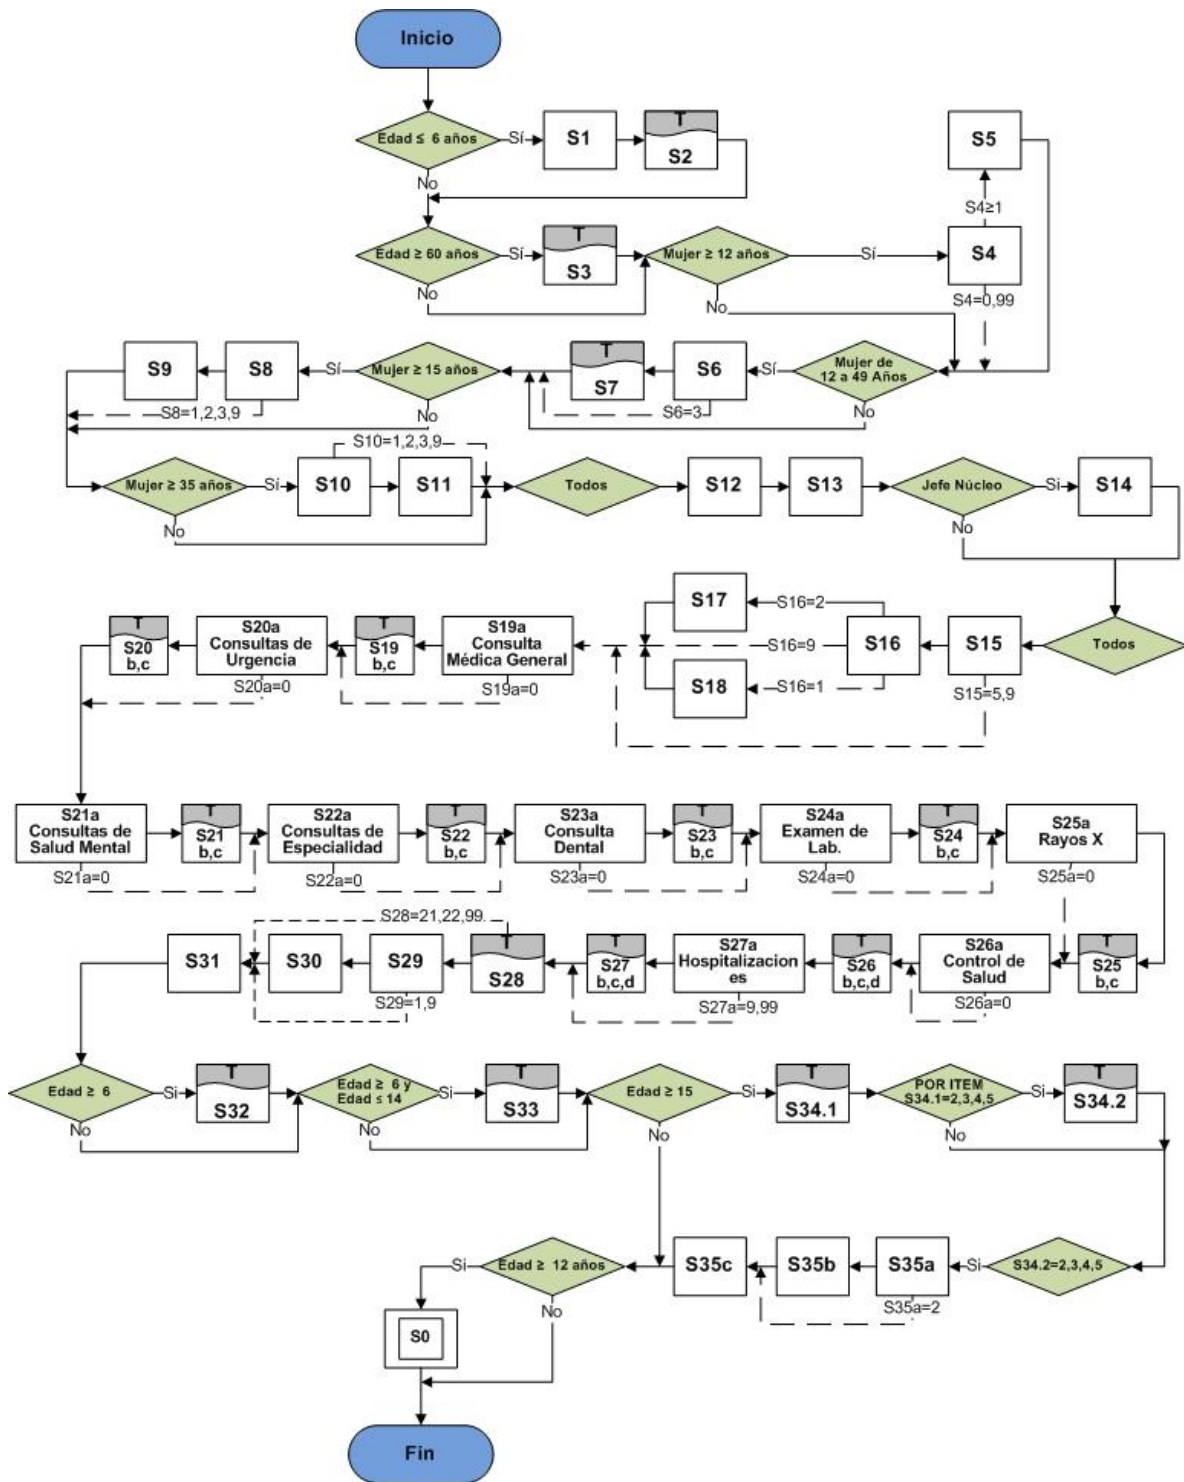 Inicio
Edad ≤ 6 años
Sí
S1
T
S2
S5
No
S4≥1
Edad ≥ 60 años
Sí
T
S3
Mujer ≥ 12 años
Sí
S4
No
No
S4=0,99
S9
S8
Sí
Mujer ≥ 15 años
T
S7
S6
Sí
Mujer de
12 a 49 Años
S8=1,2,3,9
No
S6=3
No
S10=1,2,3,9
Mujer ≥ 35 años
Sí
S10
S11
Todos
S12
S13
Jefe Núcleo
Si
S14
No
No
T
S20
b,c
S20a
Consultas de
Urgencia
S20a=0
T
S19
b,c
S19a
Consulta
Médica General
S19a=0
S17
S16=2
S16=9
S18
S16=1
S16
S15
S15=5,9
Todos
S21a
Consultas de
Salud Mental
S21a=0
T
S21
b,c
S22a
Consultas de
Especialidad
S22a=0
T
S22
b,c
S23a
Consulta
Dental
S23a=0
T
S23
b,c
S24a
Examen de
Lab.
S24a=0
T
S24
b,c
S25a
Rayos X
S25a=0
S28=21,22,99
S31
S30
S29
S29=1,9
T
S28
T
S27
b,c,d
S27a
Hospitalizacion
es
S27a=9,99
T
S26
b,c,d
S26a
Control de
Salud
S26a=0
T
S25
b,c
Edad ≥ 6
Si
T
S32
Edad ≥ 6 y
Edad ≤ 14
Si
T
S33
Edad ≥ 15
Si
T
S34.1
POR ITEM
S34.1=2,3,4,5
Si
T
S34.2
No
No
No
No
Si
Edad ≥ 12 años
S35c
S35b
S35a
Si
S34.2=2,3,4,5
No
S35a=2
S0
Fin